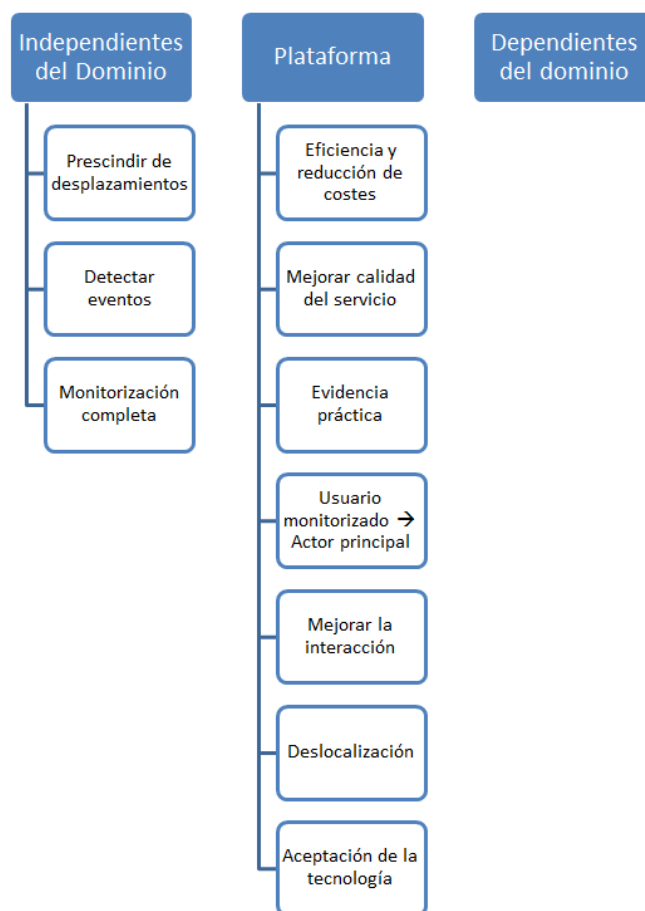 Independientes
del Dominio
Prescindir de
desplazamientos
Detectar
eventos
Monitorización
completa
Plataforma
Eficiencia y
reducción de
costes
Mejorar calidad
del servicio
Evidencia
práctica
Usuario
monitorizado →
Actor principal
Mejorar la
interacción
Deslocalización
Aceptación de la
tecnología
Dependientes
del dominio